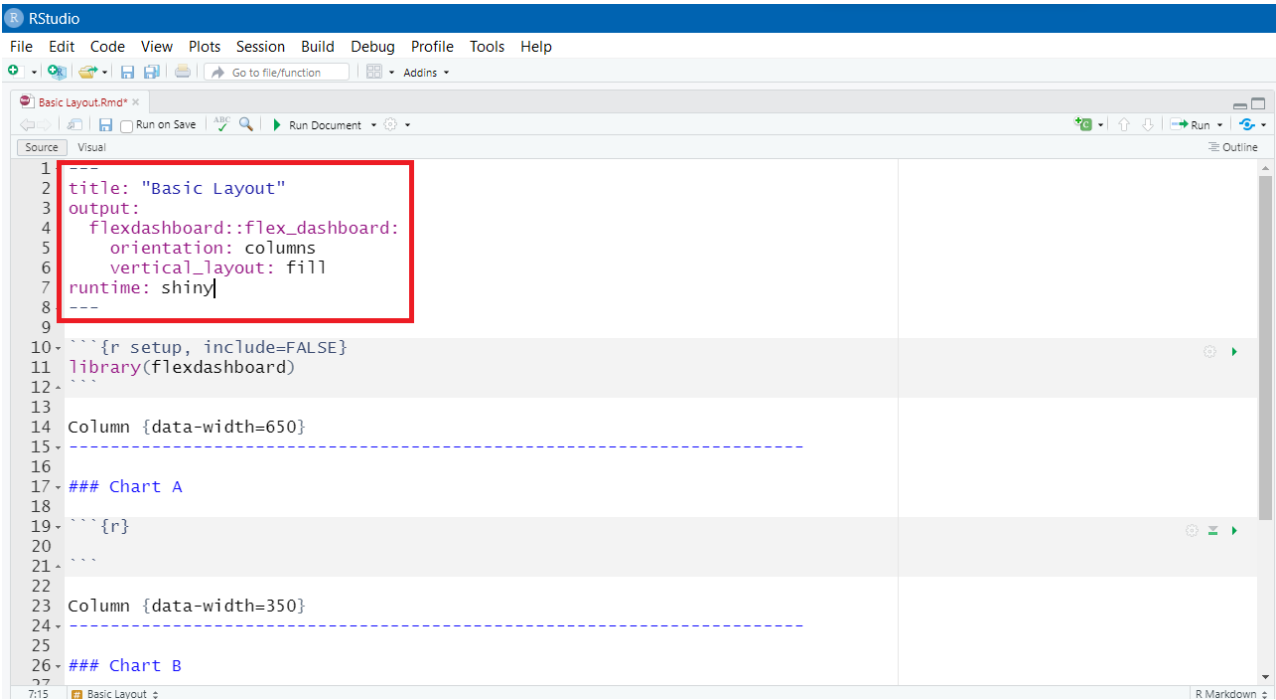 RStudio
File Edit Code View Plots Session Build Debug Profile Tools Help
Go to file/function Addins
Basic Layout.Rmd* ×
Run on Save ABC Run Document Run
Source Visual Outline
1 ---
2 title: "Basic Layout"
3 output:
4   flexdashboard::flex_dashboard:
5     orientation: columns
6     vertical_layout: fill
7 runtime: shiny
8 ---
9
10 ```{r setup, include=FALSE}
11 library(flexdashboard)
12 ```
13
14 Column {data-width=650}
15 -----------------------------------------------------------------------
16
17 ### Chart A
18
19 ```{r}
20
21 ```
22
23 Column {data-width=350}
24 -----------------------------------------------------------------------
25
26 ### Chart B
27
7:15 # Basic Layout R Markdown